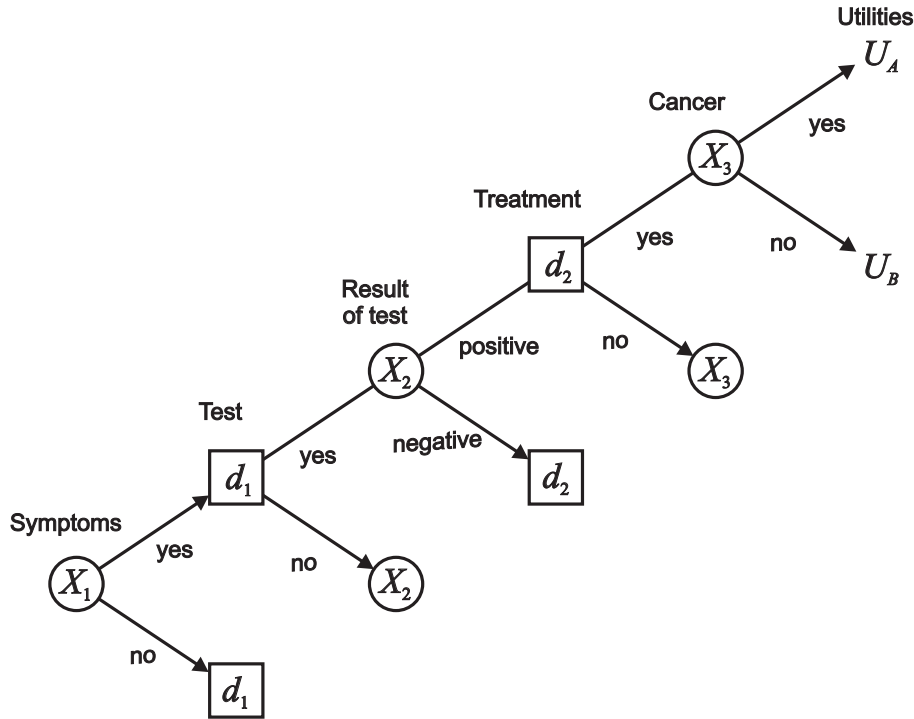 Utilities
U_A
Cancer
yes
X_3
Treatment
yes
no
d_2
U_B
Result
of test
positive
no
X_2
X_3
Test
yes
negative
d_1
d_2
Symptoms
yes
no
X_1
X_2
no
d_1